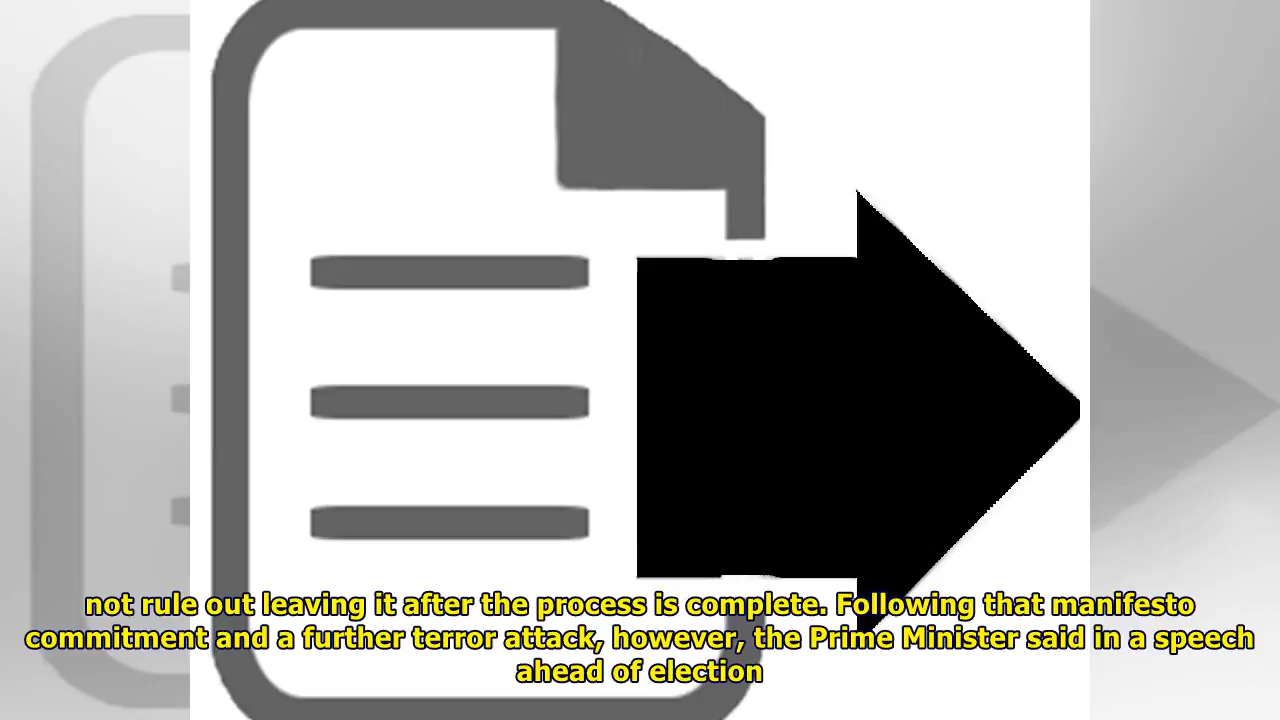 not rule out leaving it after the process is complete. Following that manifesto
commitment and a further terror attack, however, the Prime Minister said in a speech
ahead of election